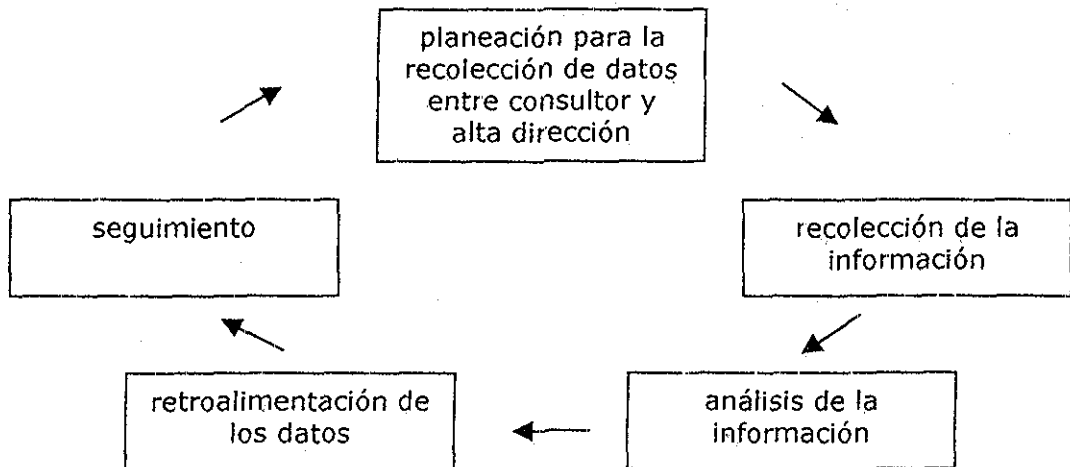 planeación para la
recolección de datos
entre consultor y
alta dirección
seguimiento
recolección de la
información
retroalimentación de
los datos
análisis de la
información